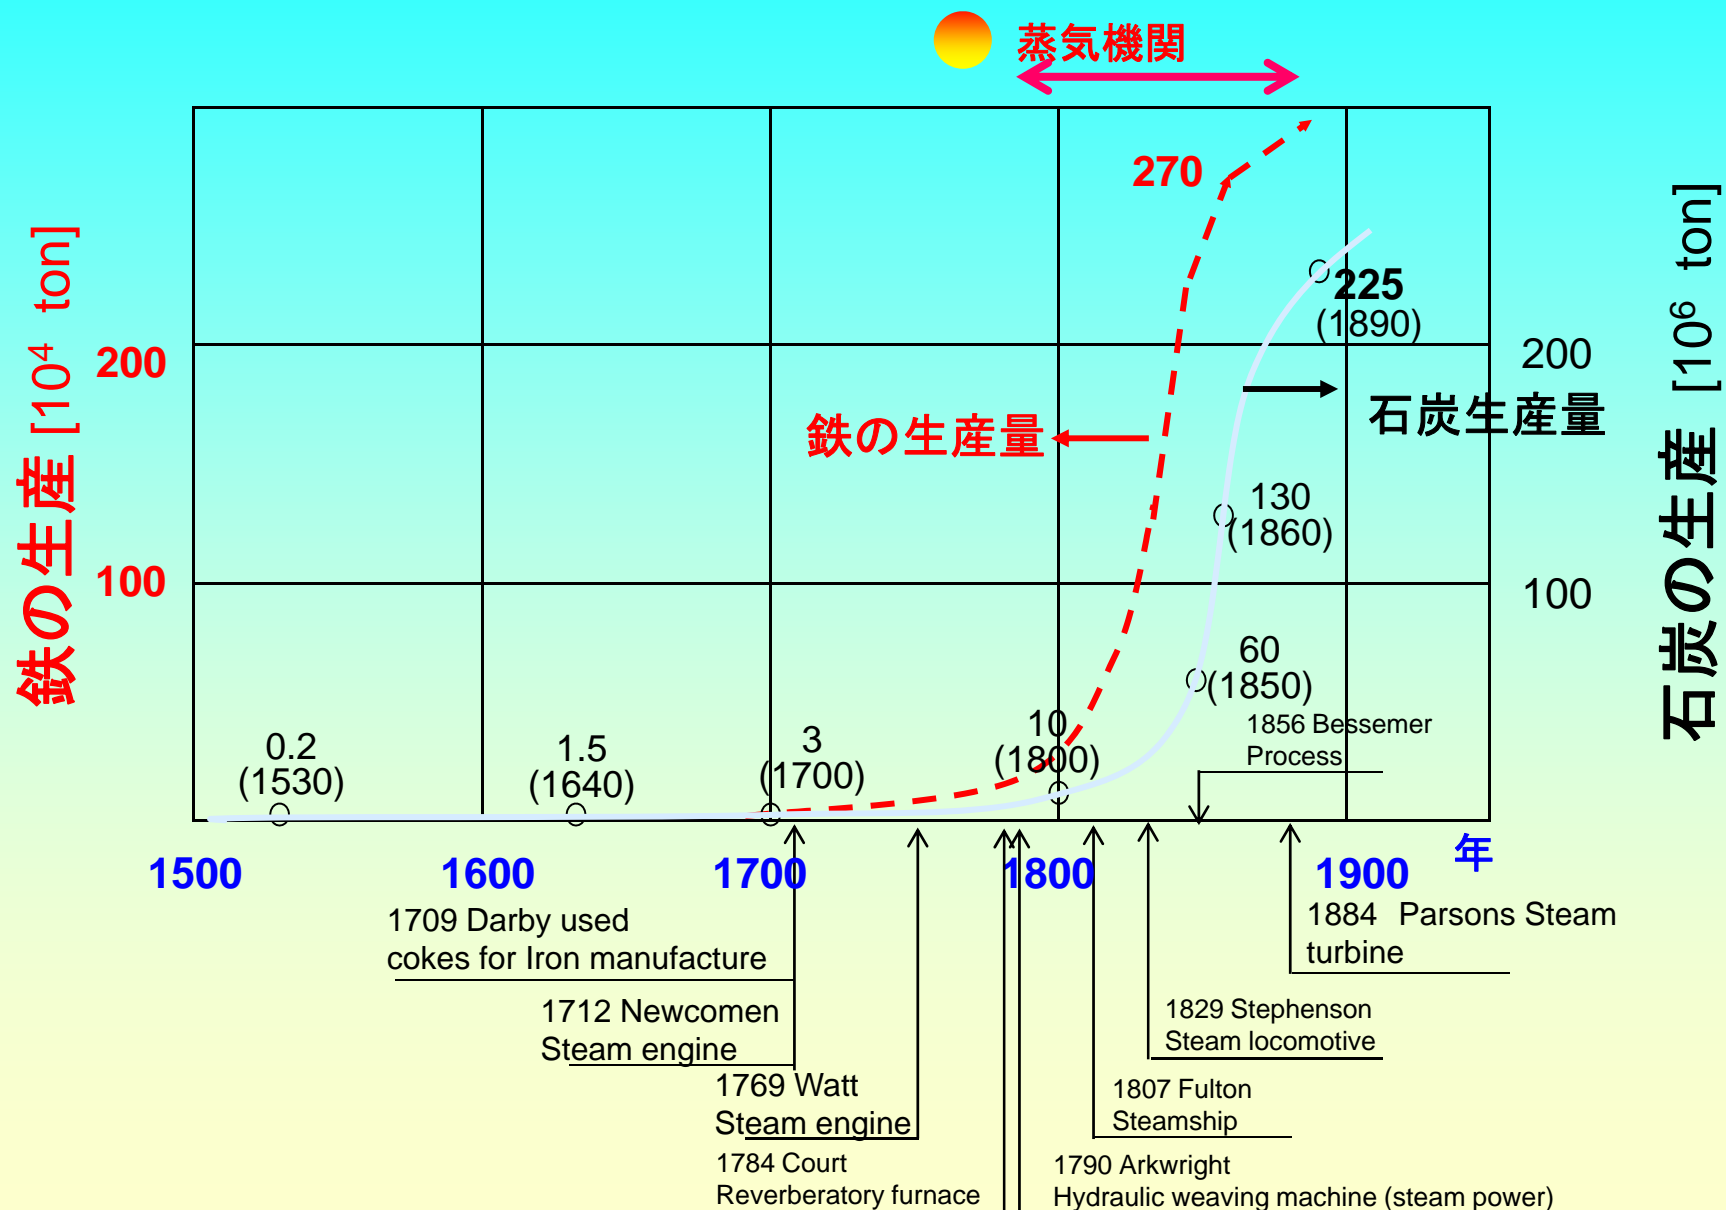 蒸気機関
270
鉄の生産 [10⁴ ton]
200
100
225
(1890)
200
石炭生産量
鉄の生産量
130
(1860)
100
石炭の生産 [10⁶ ton]
60
(1850)
10
(1800)
1856 Bessemer
Process
0.2
(1530)
1.5
(1640)
3
(1700)
1500
1600
1700
1800
1900
年
1709 Darby used
cokes for Iron manufacture
1884 Parsons Steam
turbine
1712 Newcomen
Steam engine
1829 Stephenson
Steam locomotive
1769 Watt
Steam engine
1807 Fulton
Steamship
1784 Court
Reverberatory furnace
1790 Arkwright
Hydraulic weaving machine (steam power)